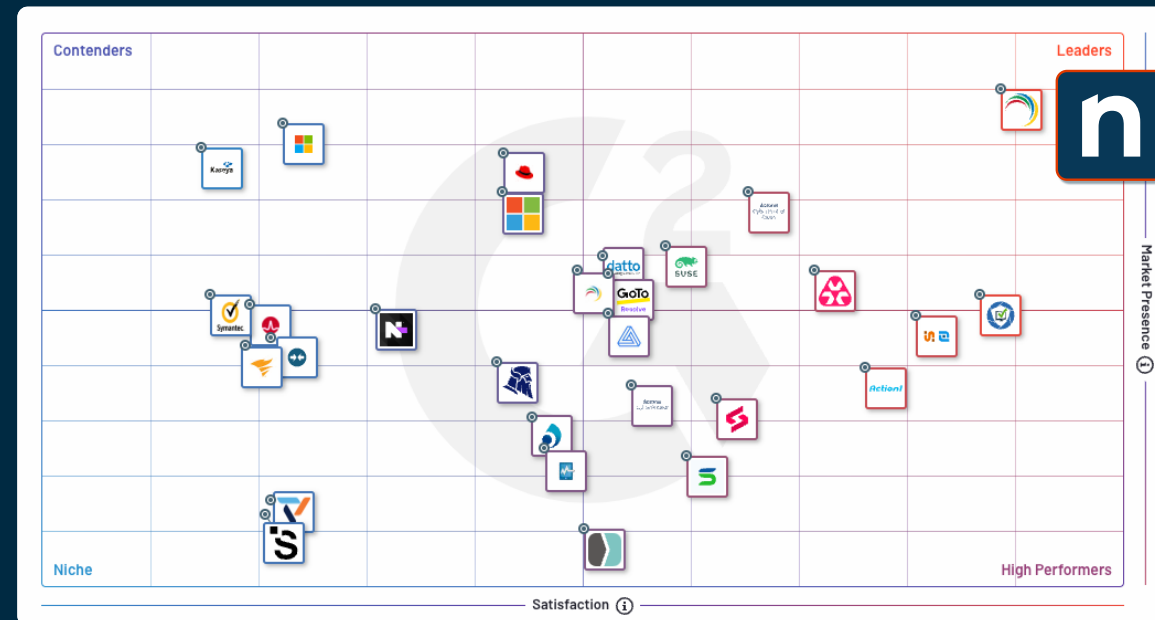 Contenders
Leaders
n
Kaseya
datto
SUSE
GoTo
Resolve
Symantec
Action1
Market Presence
Niche
High Performers
Satisfaction